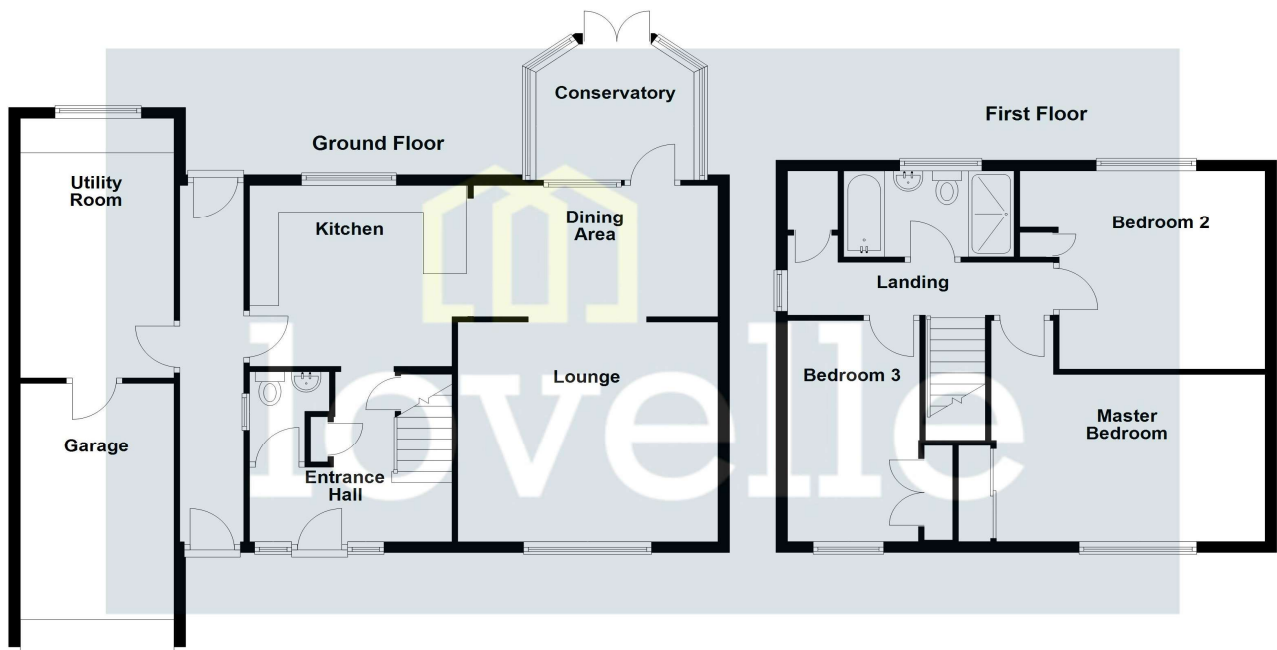 Ground Floor
First Floor
Conservatory
Utility
Room
Kitchen
Dining
Area
Lounge
Garage
Entrance
Hall
Bedroom 2
Landing
Bedroom 3
Master
Bedroom
lovelle